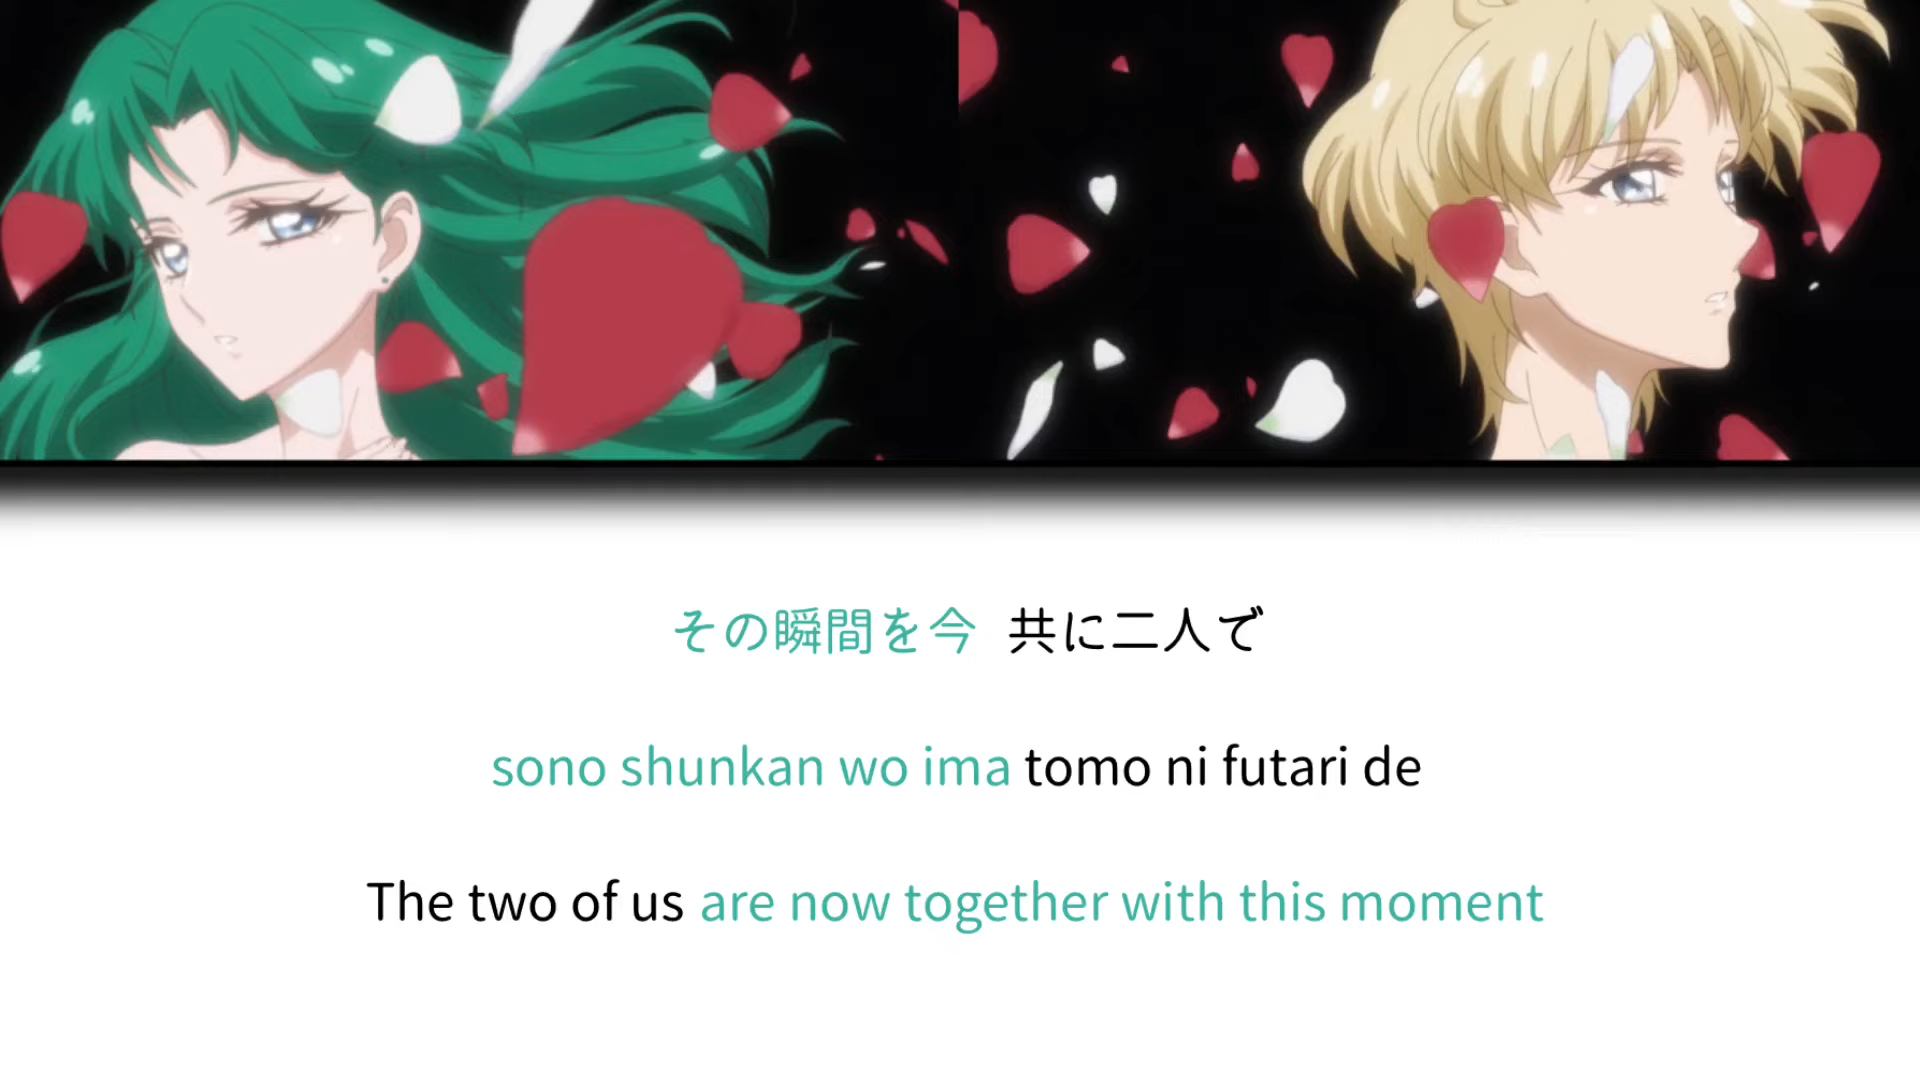 その瞬間を今 共に二人で
sono shunkan wo ima tomo ni futari de
The two of us are now together with this moment